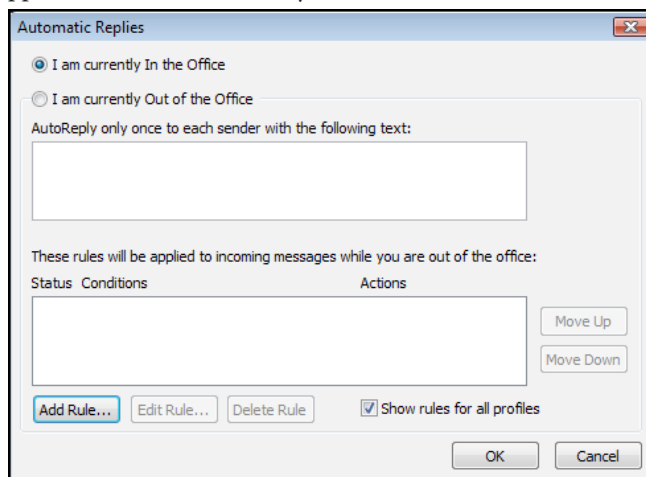 Automatic Replies
I am currently In the Office
I am currently Out of the Office
AutoReply only once to each sender with the following text:
These rules will be applied to incoming messages while you are out of the office:
Status Conditions Actions
Move Up
Move Down
Add Rule... Edit Rule... Delete Rule Show rules for all profiles
OK Cancel